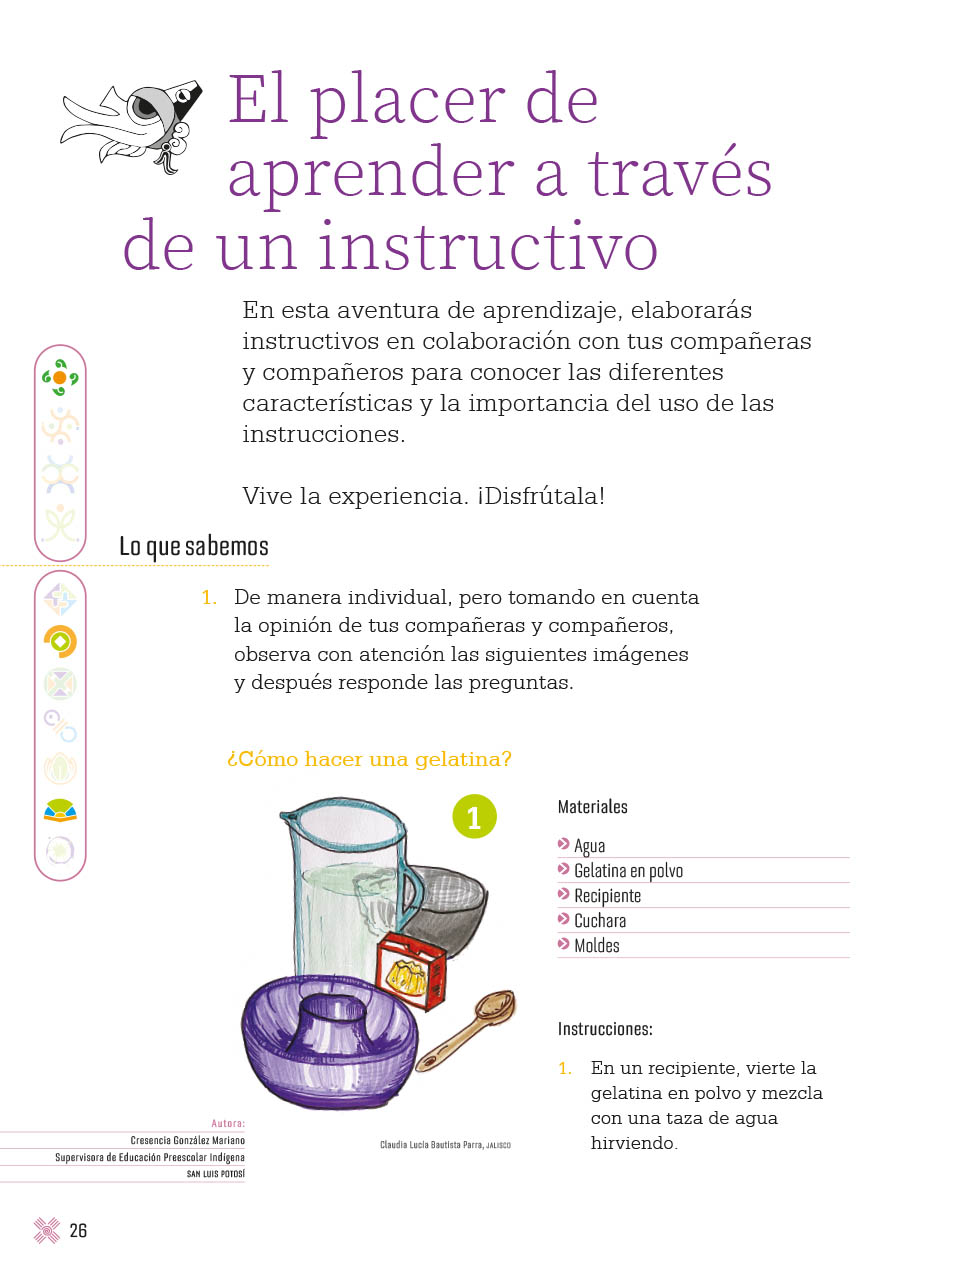 El placer de
aprender a través
de un instructivo
En esta aventura de aprendizaje, elaborarás
instructivos en colaboración con tus compañeras
y compañeros para conocer las diferentes
características y la importancia del uso de las
instrucciones.
Vive la experiencia. ¡Disfrútala!
Lo que sabemos
1. De manera individual, pero tomando en cuenta
la opinión de tus compañeras y compañeros,
observa con atención las siguientes imágenes
y después responde las preguntas.
¿Cómo hacer una gelatina?
1
Materiales
Agua
Gelatina en polvo
Recipiente
Cuchara
Moldes
Instrucciones:
1. En un recipiente, vierte la
gelatina en polvo y mezcla
con una taza de agua
hirviendo.
Claudia Lucía Bautista Parra, JALISCO
Autora:
Cresencia González Mariano
Supervisora de Educación Preescolar Indígena
SAN LUIS POTOSÍ
26